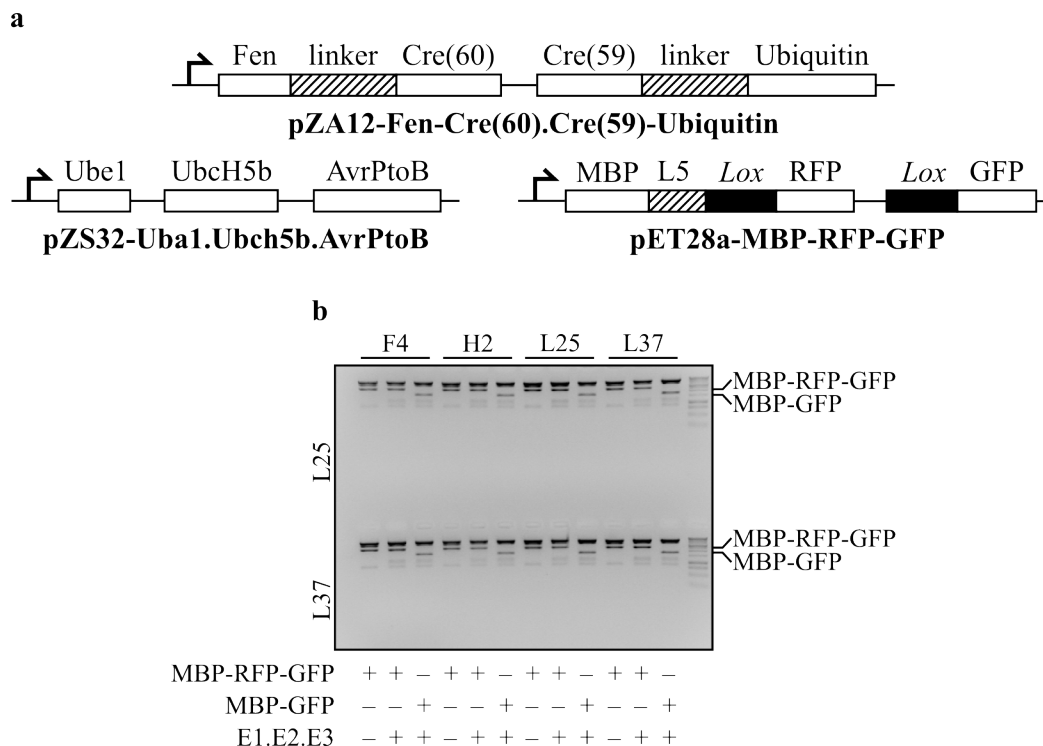 a
Fen linker Cre(60) Cre(59) linker Ubiquitin
pZA12-Fen-Cre(60).Cre(59)-Ubiquitin
Ube1 UbcH5b AvrPtoB
pZS32-Uba1.Ubch5b.AvrPtoB
MBP L5 Lox RFP Lox GFP
pET28a-MBP-RFP-GFP
b
F4 H2 L25 L37
L25
MBP-RFP-GFP
MBP-GFP
L37
MBP-RFP-GFP
MBP-GFP
MBP-RFP-GFP + + – + + – + + – + + –
MBP-GFP – – + – – + – – + – – +
E1.E2.E3 – + + – + + – + + – + +